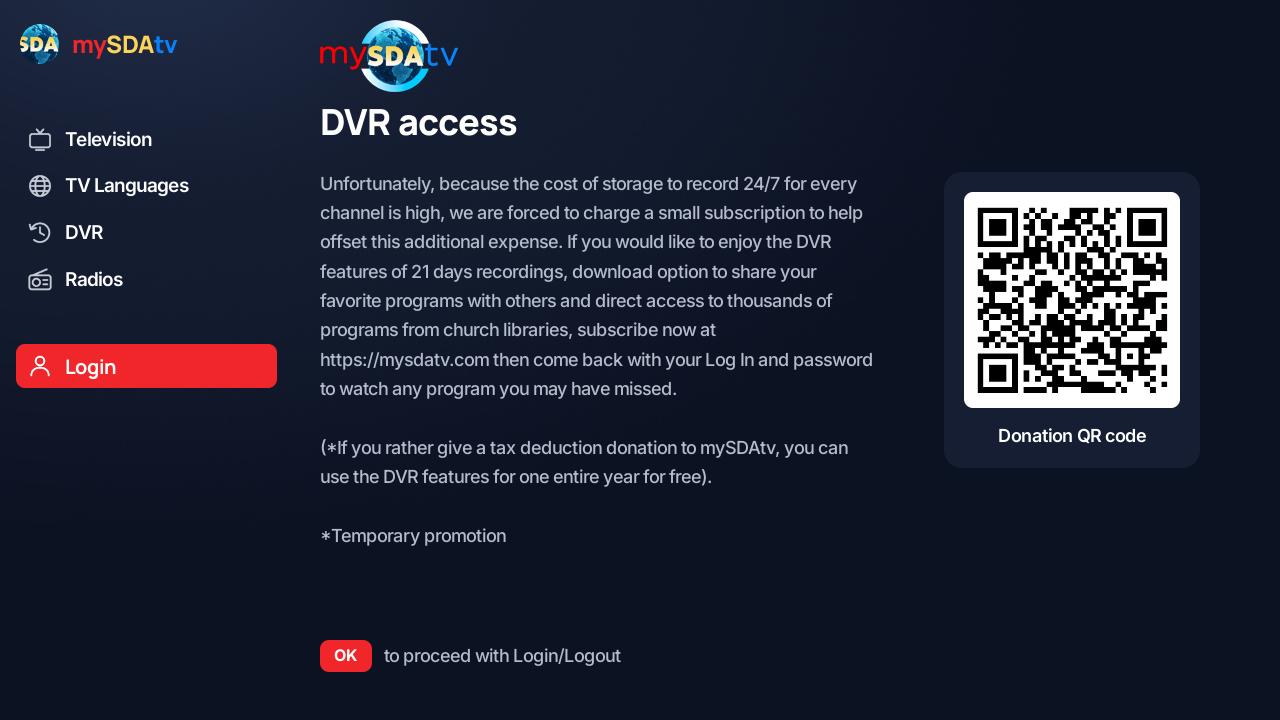 SDA mySDAtv
mySDAtv
DVR access
Television
TV Languages
DVR
Radios
Login
Unfortunately, because the cost of storage to record 24/7 for every
channel is high, we are forced to charge a small subscription to help
offset this additional expense. If you would like to enjoy the DVR
features of 21 days recordings, download option to share your
favorite programs with others and direct access to thousands of
programs from church libraries, subscribe now at
https://mysdatv.com then come back with your Log In and password
to watch any program you may have missed.
(*If you rather give a tax deduction donation to mySDAtv, you can
use the DVR features for one entire year for free).
*Temporary promotion
Donation QR code
OK to proceed with Login/Logout